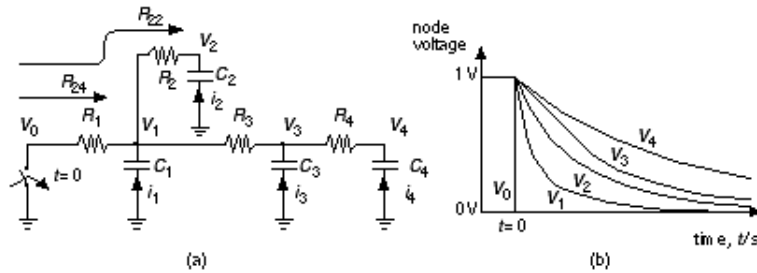 R22
V2
R2
C2
i2
R24
V0
R1
V1
R3
V3
R4
V4
t = 0
C1
i1
C3
i3
C4
i4
(a)
node
voltage
1 V
V4
V3
V2
V1
V0
0 V
t = 0
time, t/s
(b)